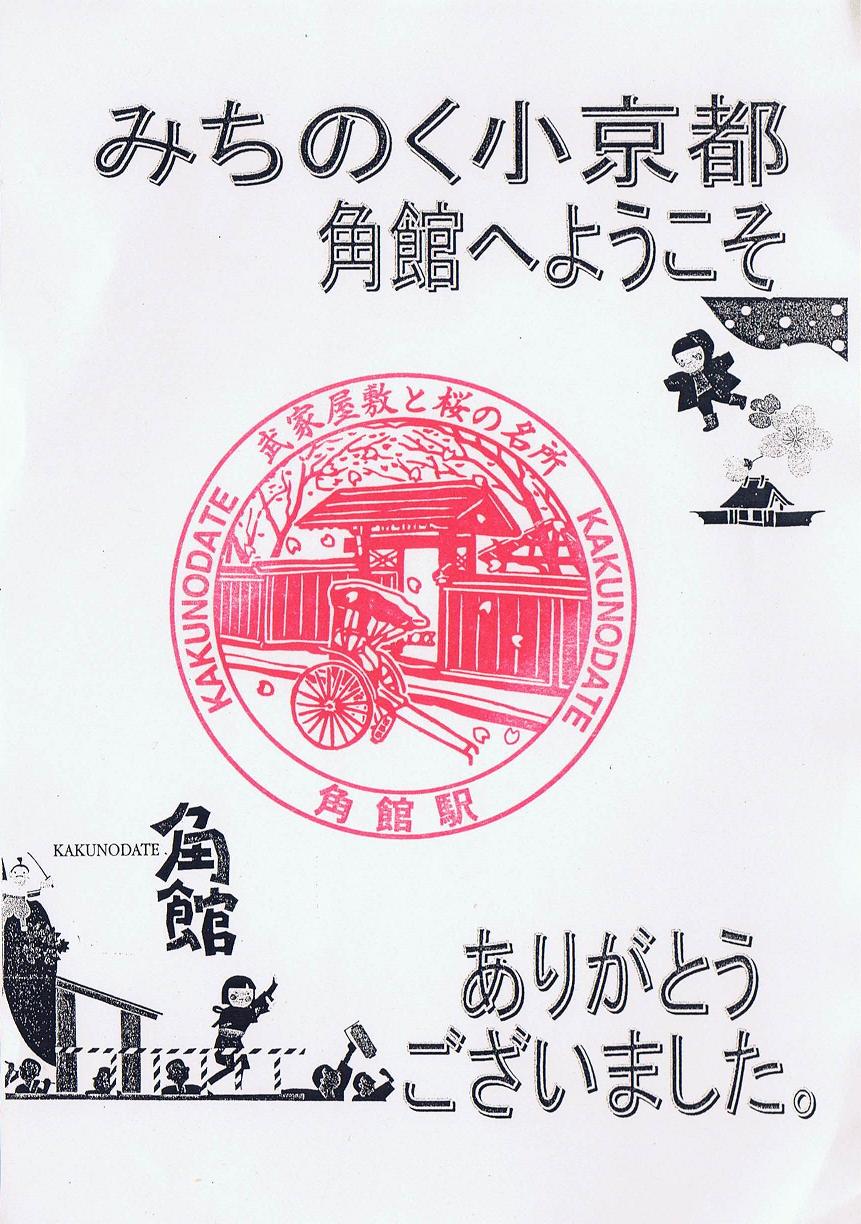 みちのく小京都
角館へようこそ
武家屋敷と桜の名所
KAKUNODATE
KAKUNODATE
角館駅
KAKUNODATE
角館
ありがとう
ございました。